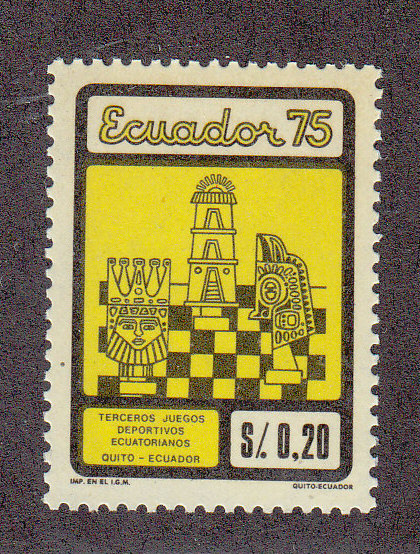 Ecuador 75
TERCEROS JUEGOS
DEPORTIVOS
ECUATORIANOS
QUITO - ECUADOR
S/. 0,20
IMP. EN EL I.G.M.
QUITO-ECUADOR